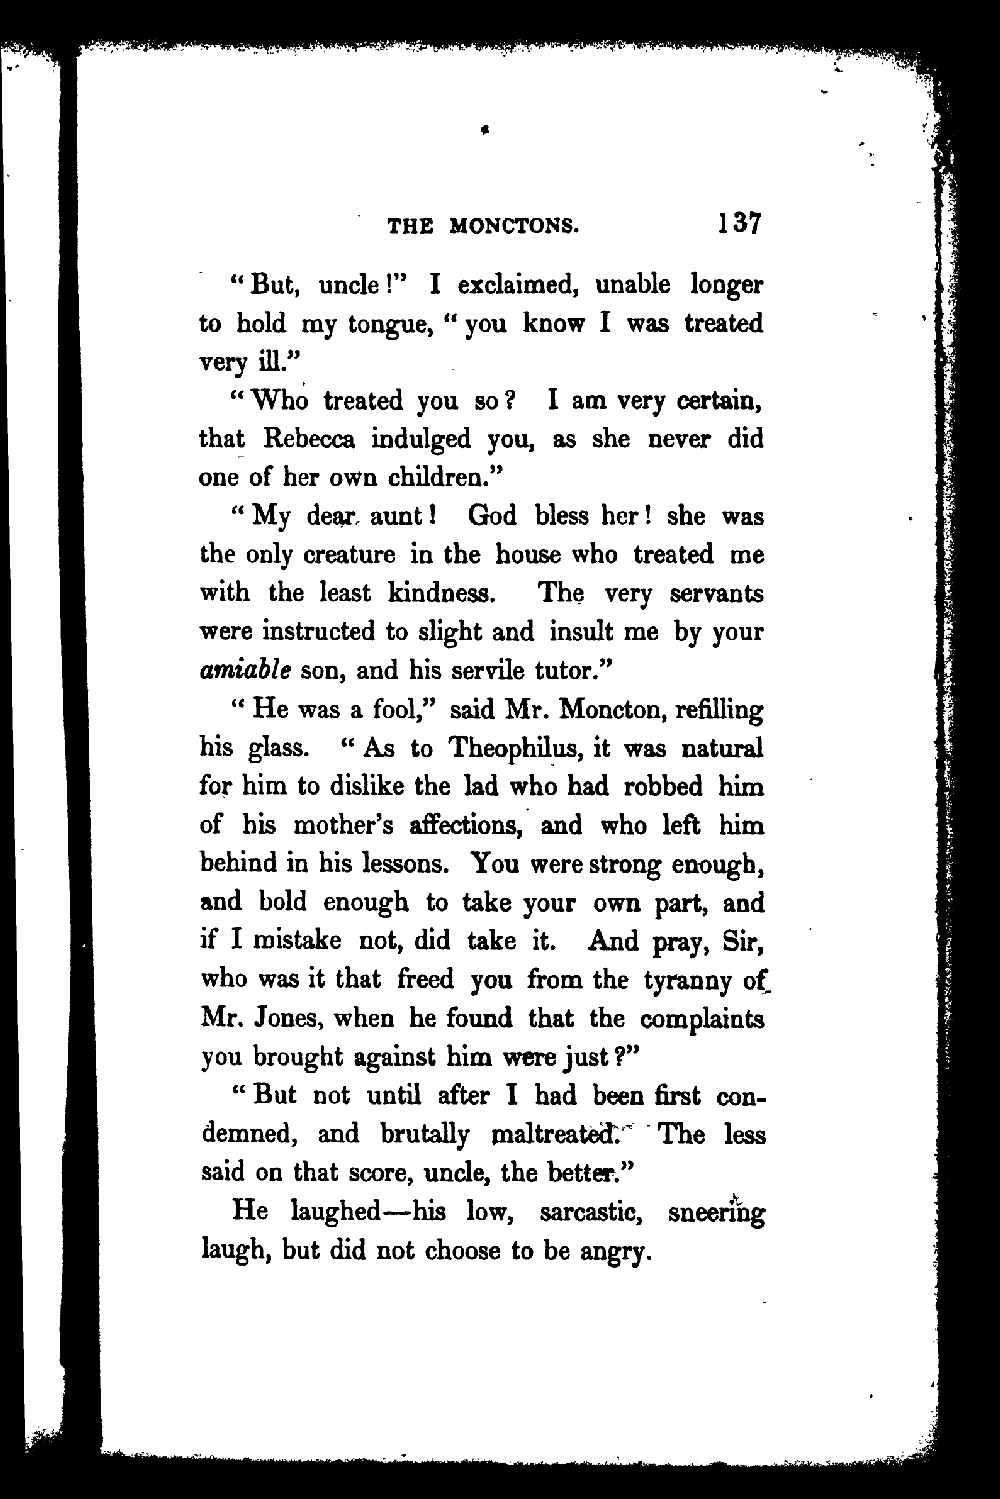 THE MONCTONS. 137
“But, uncle!” I exclaimed, unable longer
to hold my tongue, “you know I was treated
very ill.”
“Who treated you so? I am very certain,
that Rebecca indulged you, as she never did
one of her own children.”
“My dear aunt! God bless her! she was
the only creature in the house who treated me
with the least kindness. The very servants
were instructed to slight and insult me by your
amiable son, and his servile tutor.”
“He was a fool,” said Mr. Moncton, refilling
his glass. “As to Theophilus, it was natural
for him to dislike the lad who had robbed him
of his mother’s affections, and who left him
behind in his lessons. You were strong enough,
and bold enough to take your own part, and
if I mistake not, did take it. And pray, Sir,
who was it that freed you from the tyranny of
Mr. Jones, when he found that the complaints
you brought against him were just?”
“But not until after I had been first con-
demned, and brutally maltreated. The less
said on that score, uncle, the better.”
He laughed—his low, sarcastic, sneering
laugh, but did not choose to be angry.